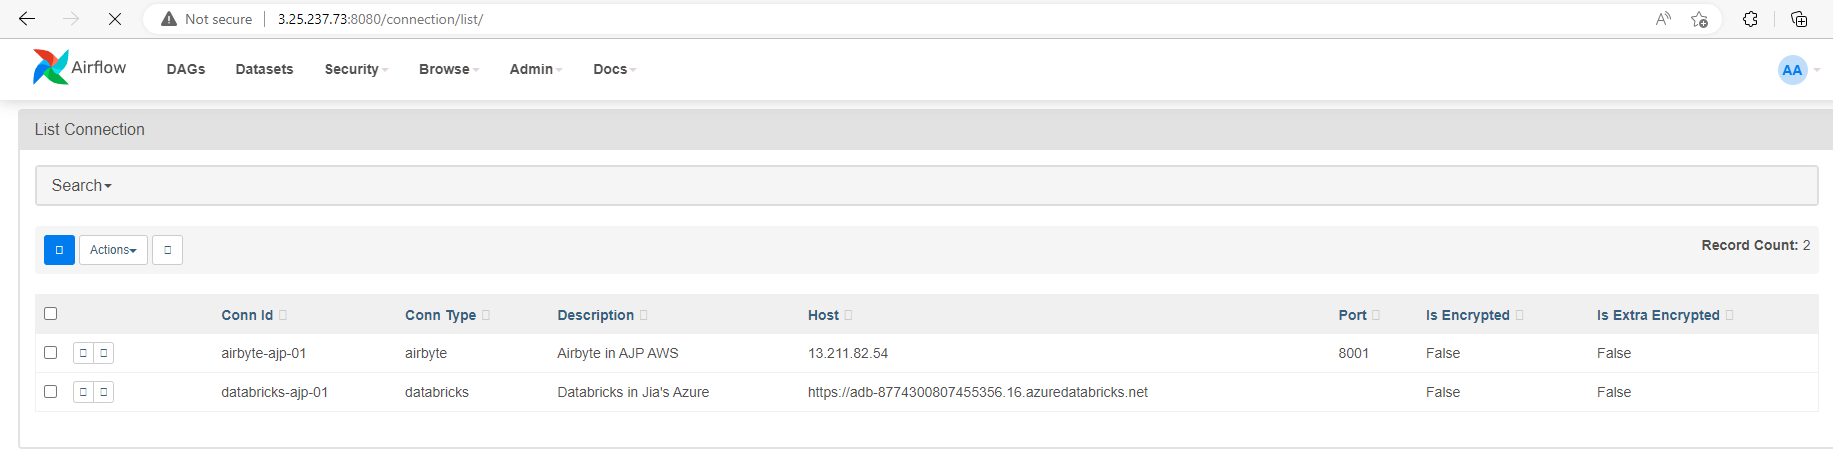 Not secure 3.25.237.73:8080/connection/list/
Airflow DAGs Datasets Security Browse Admin Docs AA
List Connection
Search
Actions Record Count: 2
Conn Id Conn Type Description Host Port Is Encrypted Is Extra Encrypted
airbyte-ajp-01 airbyte Airbyte in AJP AWS 13.211.82.54 8001 False False
databricks-ajp-01 databricks Databricks in Jia's Azure https://adb-8774300807455356.16.azuredatabricks.net False False